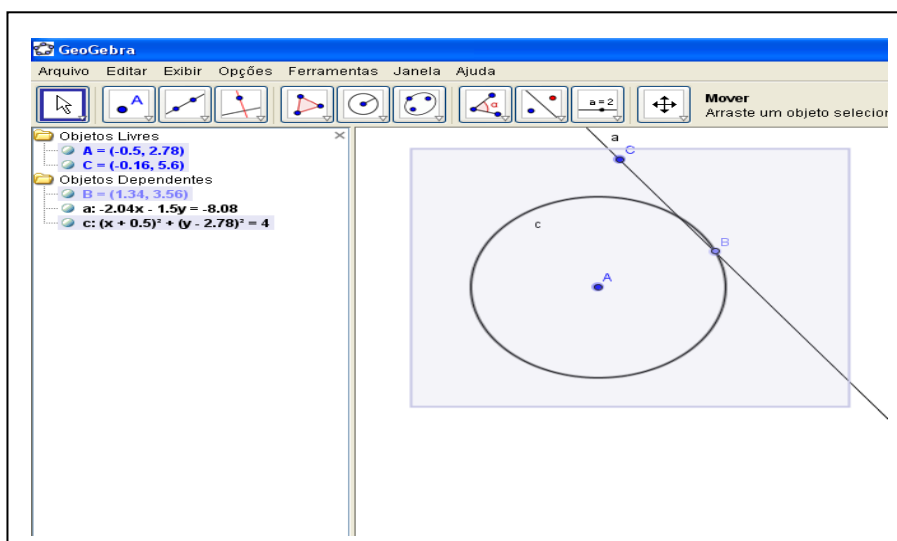 GeoGebra
Arquivo Editar Exibir Opções Ferramentas Janela Ajuda
A
α
a = 2
Mover
Arraste um objeto selecior
Objetos Livres
A = (-0.5, 2.78)
C = (-0.16, 5.6)
Objetos Dependentes
B = (1.34, 3.56)
a: -2.04x - 1.5y = -8.08
c: (x + 0.5)² + (y - 2.78)² = 4
a
C
c
B
A